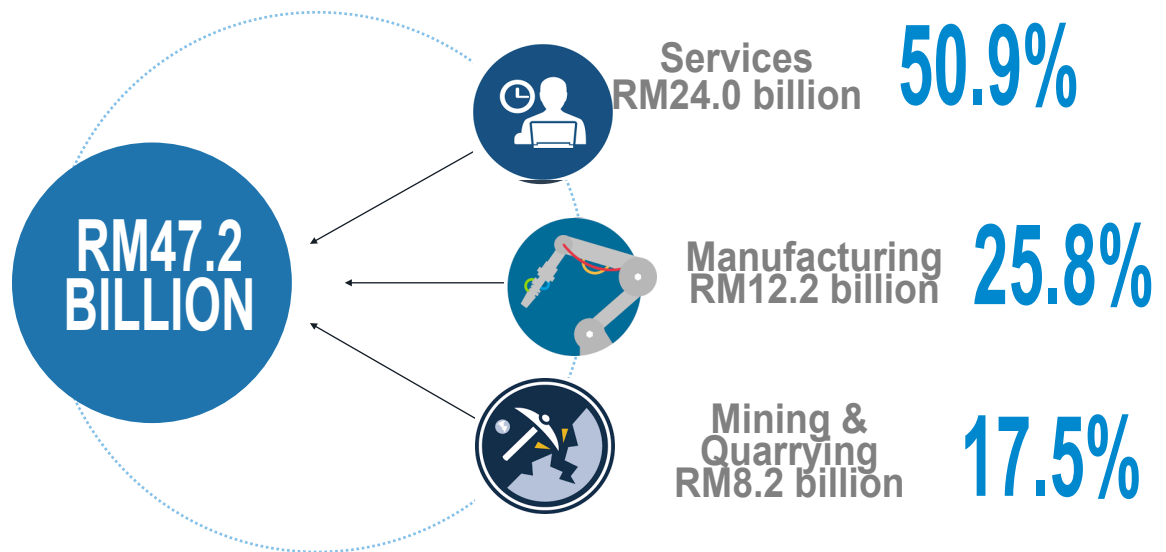 Services
RM24.0 billion
50.9%
RM47.2
BILLION
Manufacturing
RM12.2 billion
25.8%
Mining &
Quarrying
RM8.2 billion
17.5%